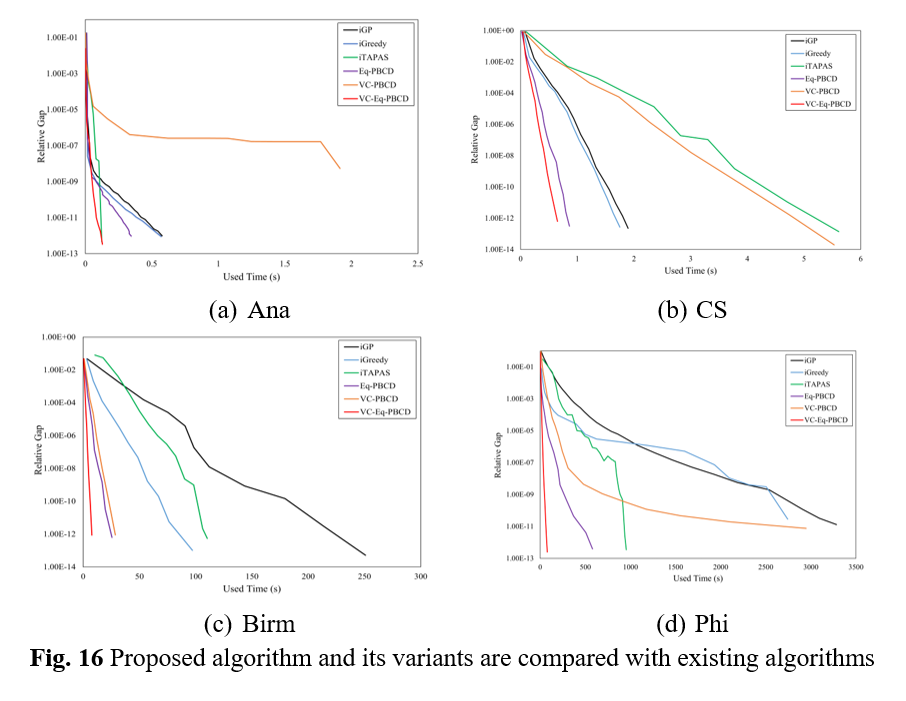 1.00E-01
1.00E-03
1.00E-05
1.00E-07
1.00E-09
1.00E-11
1.00E-13
Relative Gap
0 0.5 1 1.5 2 2.5
Used Time (s)
iGP
iGreedy
iTAPAS
Eq-PBCD
VC-PBCD
VC-Eq-PBCD
(a) Ana
1.00E+00
1.00E-02
1.00E-04
1.00E-06
1.00E-08
1.00E-10
1.00E-12
1.00E-14
Relative Gap
0 1 2 3 4 5 6
Used Time (s)
iGP
iGreedy
iTAPAS
Eq-PBCD
VC-PBCD
VC-Eq-PBCD
(b) CS
1.00E+00
1.00E-02
1.00E-04
1.00E-06
1.00E-08
1.00E-10
1.00E-12
1.00E-14
Relative Gap
0 50 100 150 200 250 300
Used Time (s)
iGP
iGreedy
iTAPAS
Eq-PBCD
VC-PBCD
VC-Eq-PBCD
(c) Birm
1.00E-01
1.00E-03
1.00E-05
1.00E-07
1.00E-09
1.00E-11
1.00E-13
Relative Gap
0 500 1000 1500 2000 2500 3000 3500
Used Time (s)
iGP
iGreedy
iTAPAS
Eq-PBCD
VC-PBCD
VC-Eq-PBCD
(d) Phi
Fig. 16 Proposed algorithm and its variants are compared with existing algorithms